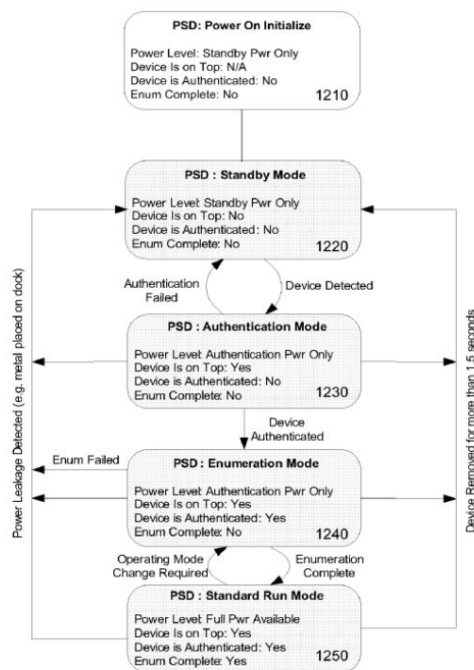 PSD: Power On Initialize
Power Level: Standby Pwr Only
Device Is on Top: N/A
Device is Authenticated: No
Enum Complete: No
1210
PSD : Standby Mode
Power Level: Standby Pwr Only
Device Is on Top: No
Device is Authenticated: No
Enum Complete: No
1220
Authentication
Failed
Device Detected
PSD : Authentication Mode
Power Level: Authentication Pwr Only
Device Is on Top: Yes
Device is Authenticated: No
Enum Complete: No
1230
Device
Authenticated
Enum Failed
PSD : Enumeration Mode
Power Level: Authentication Pwr Only
Device Is on Top: Yes
Device is Authenticated: Yes
Enum Complete: No
1240
Operating Mode
Change Required
Enumeration
Complete
PSD : Standard Run Mode
Power Level: Full Pwr Available
Device Is on Top: Yes
Device is Authenticated: Yes
Enum Complete: Yes
1250
Power Leakage Detected (e.g. metal placed on dock)
Device Removed for more than 1.5 seconds